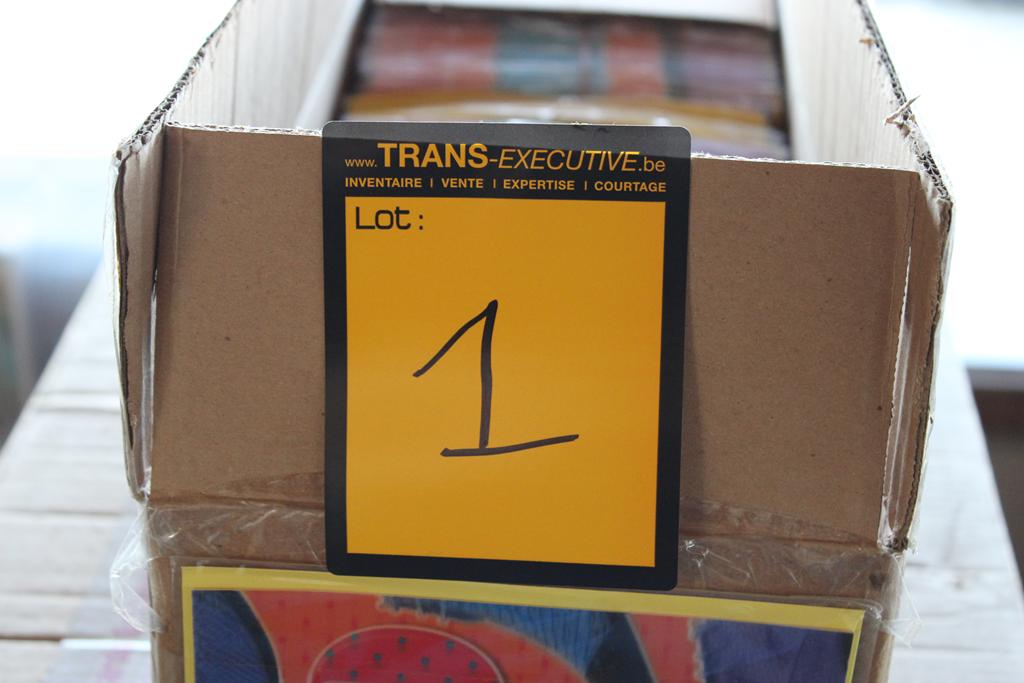 www.TRANS-EXECUTIVE.be
INVENTAIRE | VENTE | EXPERTISE | COURTAGE
Lot :
1